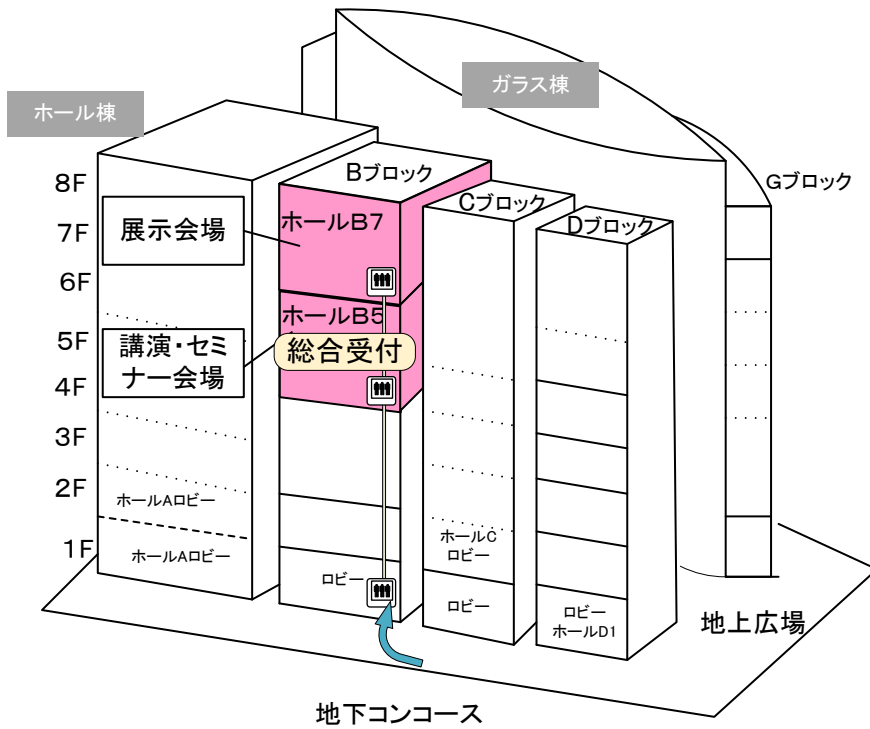 ガラス棟
ホール棟
Bブロック
8F
Gブロック
Cブロック
ホールB7
展示会場
7F
Dブロック
6F
ホールB5
5F
総合受付
講演・セミ
ナー会場
4F
3F
2F
ホールAロビー
ホールC
ロビー
1F
ホールAロビー
ロビー
ロビー
ロビー
ホールD1
地上広場
地下コンコース